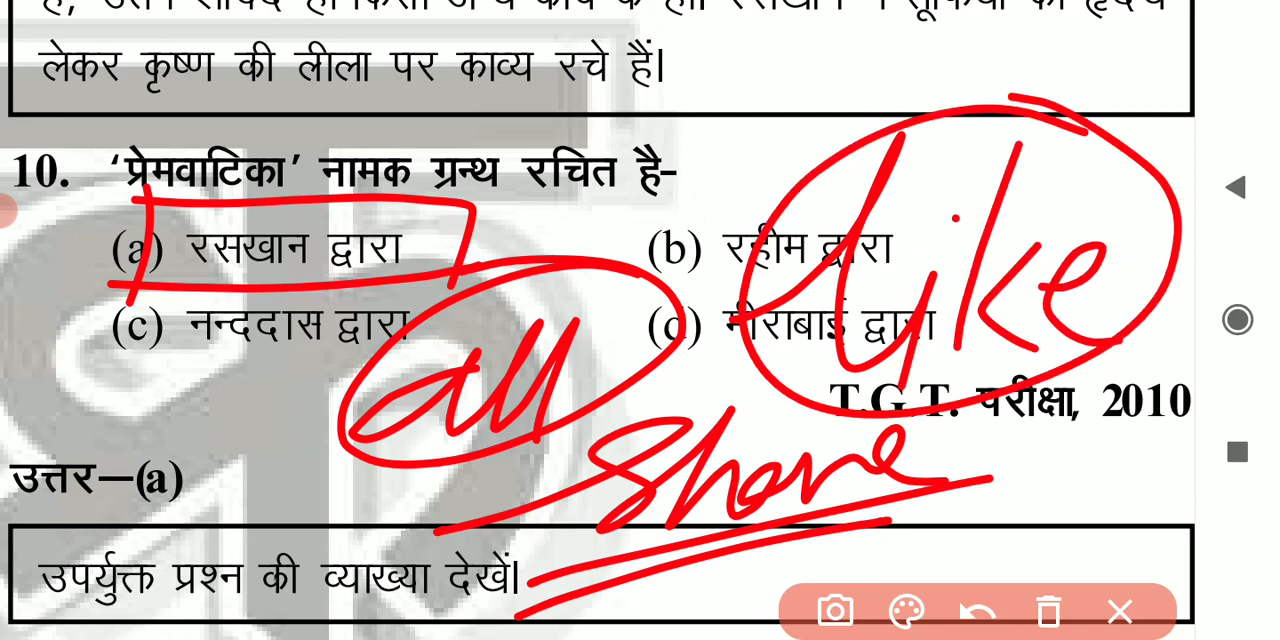 लेकर कृष्ण की लीला पर काव्य रचे हैं।
10. ‘प्रेमवाटिका’ नामक ग्रन्थ रचित है–
(a) रसखान द्वारा (b) रहीम द्वारा
(c) नन्ददास द्वारा (d) मीराबाई द्वारा
like
all
T.G.T. परीक्षा, 2010
share
उत्तर—(a)
उपर्युक्त प्रश्न की व्याख्या देखें।